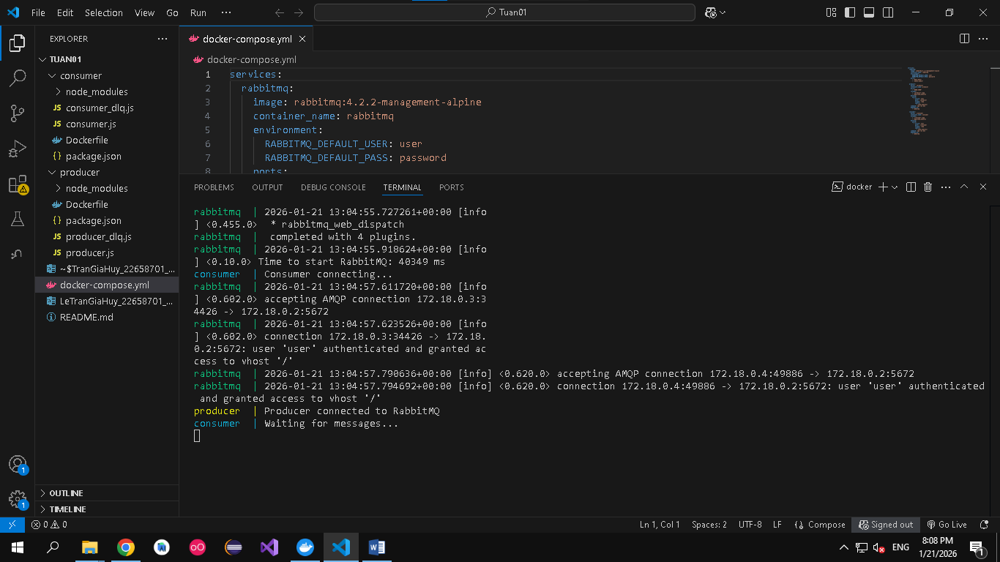 File Edit Selection View Go Run ··· Tuan01
EXPLORER ···
TUAN01
consumer
node_modules
JS consumer_dlq.js
JS consumer.js
Dockerfile
{} package.json
producer
node_modules
Dockerfile
{} package.json
JS producer_dlq.js
JS producer.js
~$TranGiaHuy_22658701_...
docker-compose.yml
LeTranGiaHuy_22658701_...
README.md
OUTLINE
TIMELINE
docker-compose.yml
docker-compose.yml
1 services:
2 rabbitmq:
3 image: rabbitmq:4.2.2-management-alpine
4 container_name: rabbitmq
5 environment:
6 RABBITMQ_DEFAULT_USER: user
7 RABBITMQ_DEFAULT_PASS: password
8 ports:
PROBLEMS OUTPUT DEBUG CONSOLE TERMINAL PORTS docker
rabbitmq | 2026-01-21 13:04:55.727261+00:00 [info
] <0.455.0> * rabbitmq_web_dispatch
rabbitmq | completed with 4 plugins.
rabbitmq | 2026-01-21 13:04:55.918624+00:00 [info
] <0.10.0> Time to start RabbitMQ: 40349 ms
consumer | Consumer connecting...
rabbitmq | 2026-01-21 13:04:57.611720+00:00 [info
] <0.602.0> accepting AMQP connection 172.18.0.3:3
4426 -> 172.18.0.2:5672
rabbitmq | 2026-01-21 13:04:57.623526+00:00 [info
] <0.602.0> connection 172.18.0.3:34426 -> 172.18.
0.2:5672: user 'user' authenticated and granted ac
cess to vhost '/'
rabbitmq | 2026-01-21 13:04:57.790636+00:00 [info] <0.620.0> accepting AMQP connection 172.18.0.4:49886 -> 172.18.0.2:5672
rabbitmq | 2026-01-21 13:04:57.794692+00:00 [info] <0.620.0> connection 172.18.0.4:49886 -> 172.18.0.2:5672: user 'user' authenticated
and granted access to vhost '/'
producer | Producer connected to RabbitMQ
consumer | Waiting for messages...
1
1
0 0 Ln 1, Col 1 Spaces: 2 UTF-8 LF {} Compose Signed out Go Live
ENG 8:08 PM
1/21/2026
1